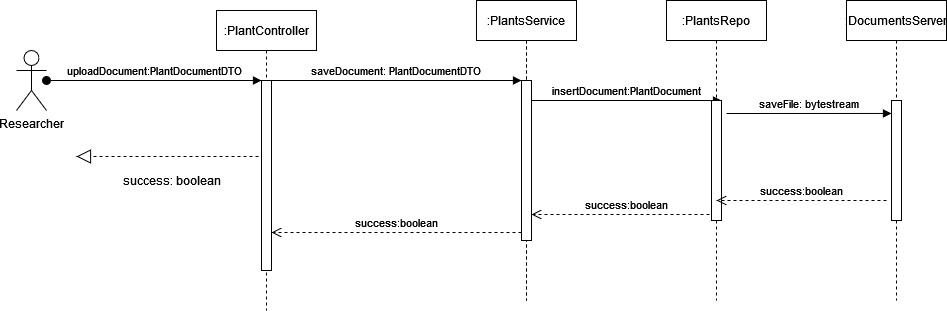 :PlantController
:PlantsService
:PlantsRepo
DocumentsServer
uploadDocument:PlantDocumentDTO
saveDocument: PlantDocumentDTO
insertDocument:PlantDocument
saveFile: bytestream
Researcher
success: boolean
success:boolean
success:boolean
success:boolean